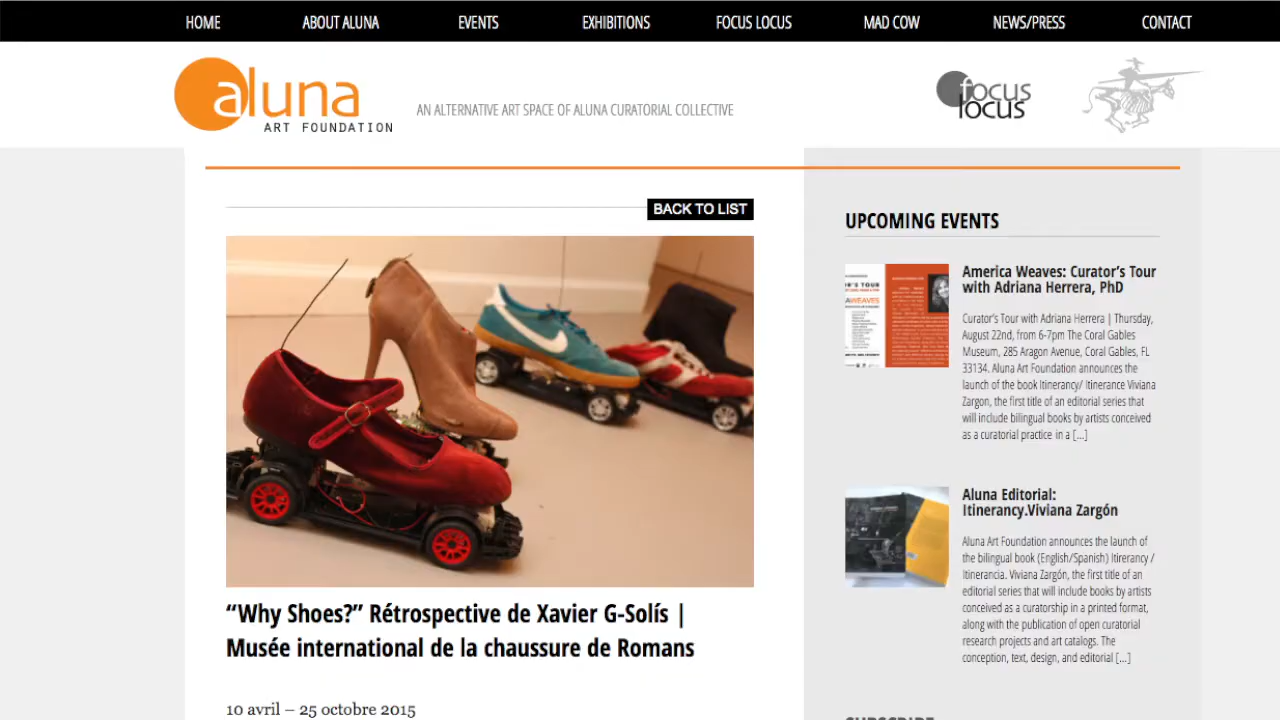 HOME ABOUT ALUNA EVENTS EXHIBITIONS FOCUS LOCUS MAD COW NEWS/PRESS CONTACT
aluna
ART FOUNDATION
AN ALTERNATIVE ART SPACE OF ALUNA CURATORIAL COLLECTIVE
focus
locus
BACK TO LIST
“Why Shoes?” Rétrospective de Xavier G-Solís |
Musée international de la chaussure de Romans
10 avril – 25 octobre 2015
UPCOMING EVENTS
America Weaves: Curator’s Tour
with Adriana Herrera, PhD
Curator’s Tour with Adriana Herrera | Thursday,
August 22nd, from 6-7pm The Coral Gables
Museum, 285 Aragon Avenue, Coral Gables, FL
33134. Aluna Art Foundation announces the
launch of the book Itinerancy/ Itinerance Viviana
Zargon, the first title of an editorial series that
will include bilingual books by artists conceived
as a curatorial practice in a [...]
Aluna Editorial:
Itinerancy.Viviana Zargón
Aluna Art Foundation announces the launch of
the bilingual book (English/Spanish) Itirerancy /
Itinerancia. Viviana Zargón, the first title of an
editorial series that will include books by artists
conceived as a curatorship in a printed format,
along with the publication of open curatorial
research projects and art catalogs. The
conception, text, design, and editorial [...]
SUBSCRIBE